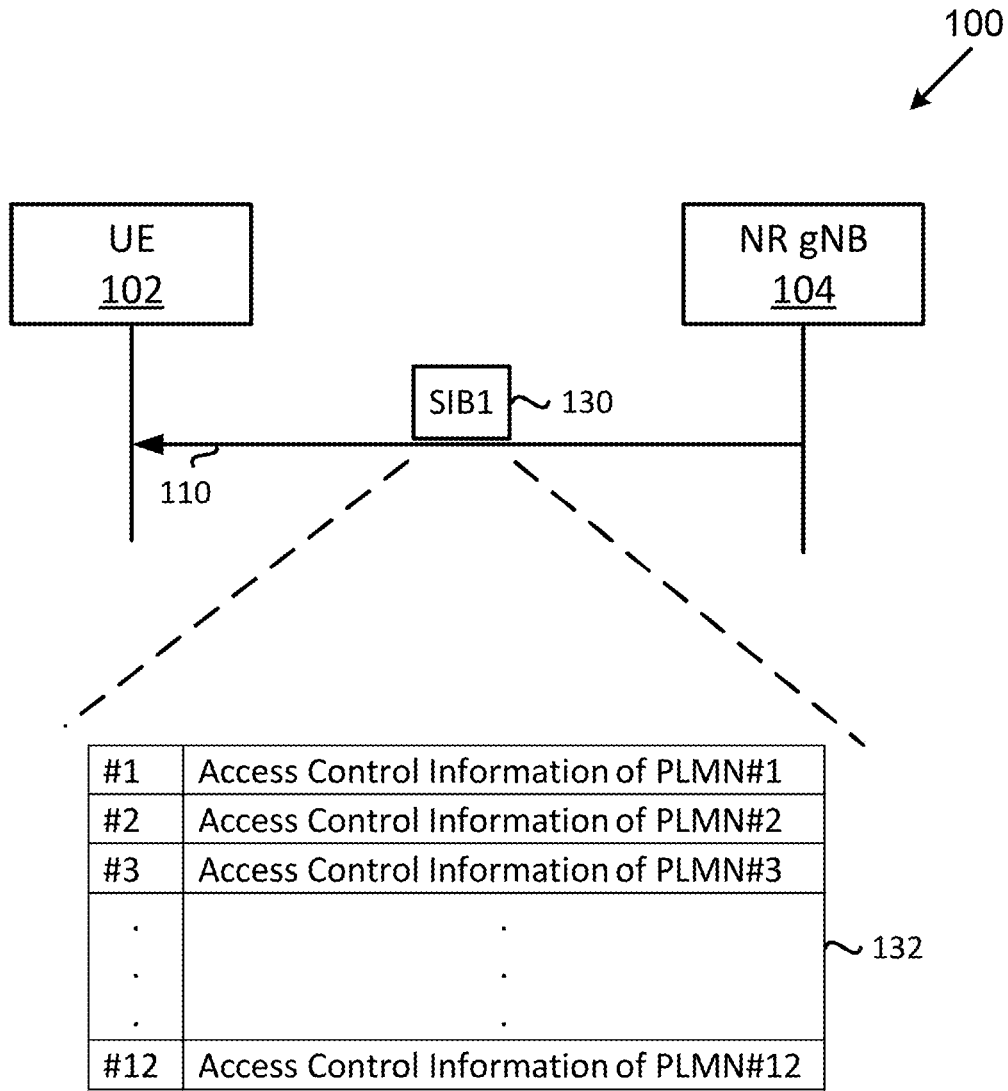 100
UE
102
NR gNB
104
SIB1
130
110
#1 Access Control Information of PLMN#1
#2 Access Control Information of PLMN#2
#3 Access Control Information of PLMN#3
. .
. .
. .
132
#12 Access Control Information of PLMN#12